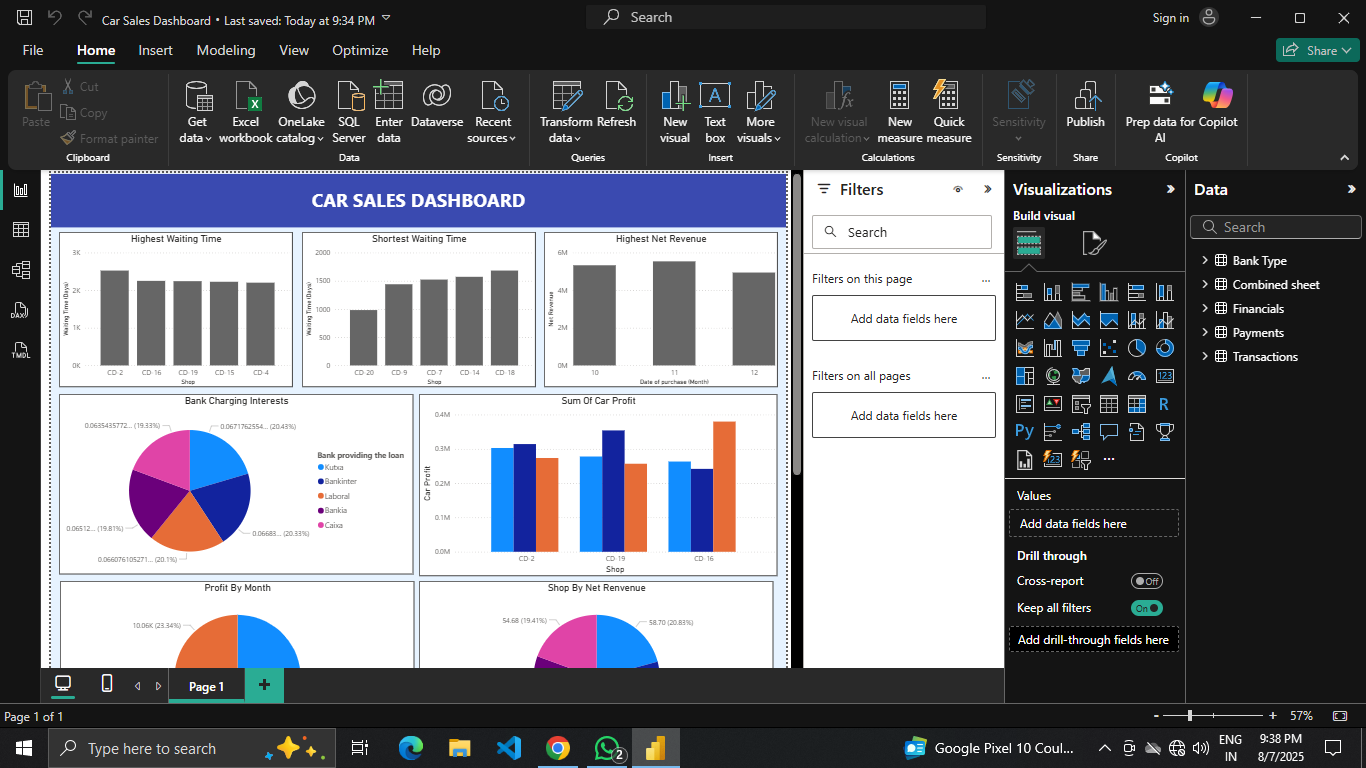 Car Sales Dashboard • Last saved: Today at 9:34 PM
Search
Sign in
File Home Insert Modeling View Optimize Help
Share
Paste
Cut
Copy
Format painter
Clipboard
Get data
Excel workbook
OneLake catalog
SQL Server
Enter data
Dataverse
Recent sources
Data
Transform data
Refresh
Queries
New visual
Text box
More visuals
Insert
New visual calculation
New measure
Quick measure
Calculations
Sensitivity
Sensitivity
Publish
Share
Prep data for AI
Copilot
Copilot
CAR SALES DASHBOARD
Highest Waiting Time
Waiting Time (Days)
3K
2K
1K
0K
CD-2 CD-16 CD-19 CD-15 CD-4
Shop
Shortest Waiting Time
Waiting Time (Days)
2000
1500
1000
500
0
CD-20 CD-9 CD-7 CD-14 CD-18
Shop
Highest Net Revenue
Net Revenue
6M
4M
2M
0M
10 11 12
Date of purchase (Month)
Bank Charging Interests
0.0635435772... (19.33%)
0.0671762554... (20.43%)
0.06512... (19.81%)
0.06683... (20.33%)
0.066076105271... (20.1%)
Bank providing the loan
Kutxa
Bankinter
Laboral
Bankia
Caixa
Sum Of Car Profit
Car Profit
0.4M
0.3M
0.2M
0.1M
0.0M
CD-2 CD-19 CD-16
Shop
Profit By Month
10.06K (23.34%)
Shop By Net Renvenue
54.68 (19.41%)
58.70 (20.83%)
Filters
Search
Filters on this page
...
Add data fields here
Filters on all pages
...
Add data fields here
Visualizations
Build visual
R
Py
123
123
...
Values
Add data fields here
Drill through
Cross-report
Off
Keep all filters
On
Add drill-through fields here
Data
Search
Bank Type
Combined sheet
Financials
Payments
Transactions
DAX
TMDL
Page 1
Page 1 of 1
- + 57%
Type here to search
2
Google Pixel 10 Coul...
ENG
IN
9:38 PM
8/7/2025